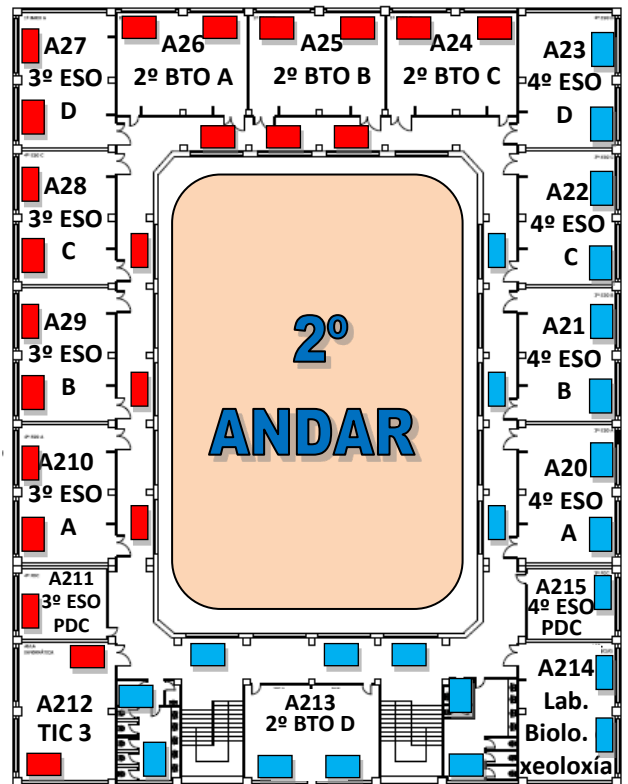 A27
3º ESO
D
A26
2º BTO A
A25
2º BTO B
A24
2º BTO C
A23
4º ESO
D
A28
3º ESO
C
A22
4º ESO
C
A29
3º ESO
B
2º
ANDAR
A21
4º ESO
B
A210
3º ESO
A
A20
4º ESO
A
A211
3º ESO
PDC
A215
4º ESO
PDC
A212
TIC 3
A213
2º BTO D
A214
Lab.
Biolo.
xeoloxía